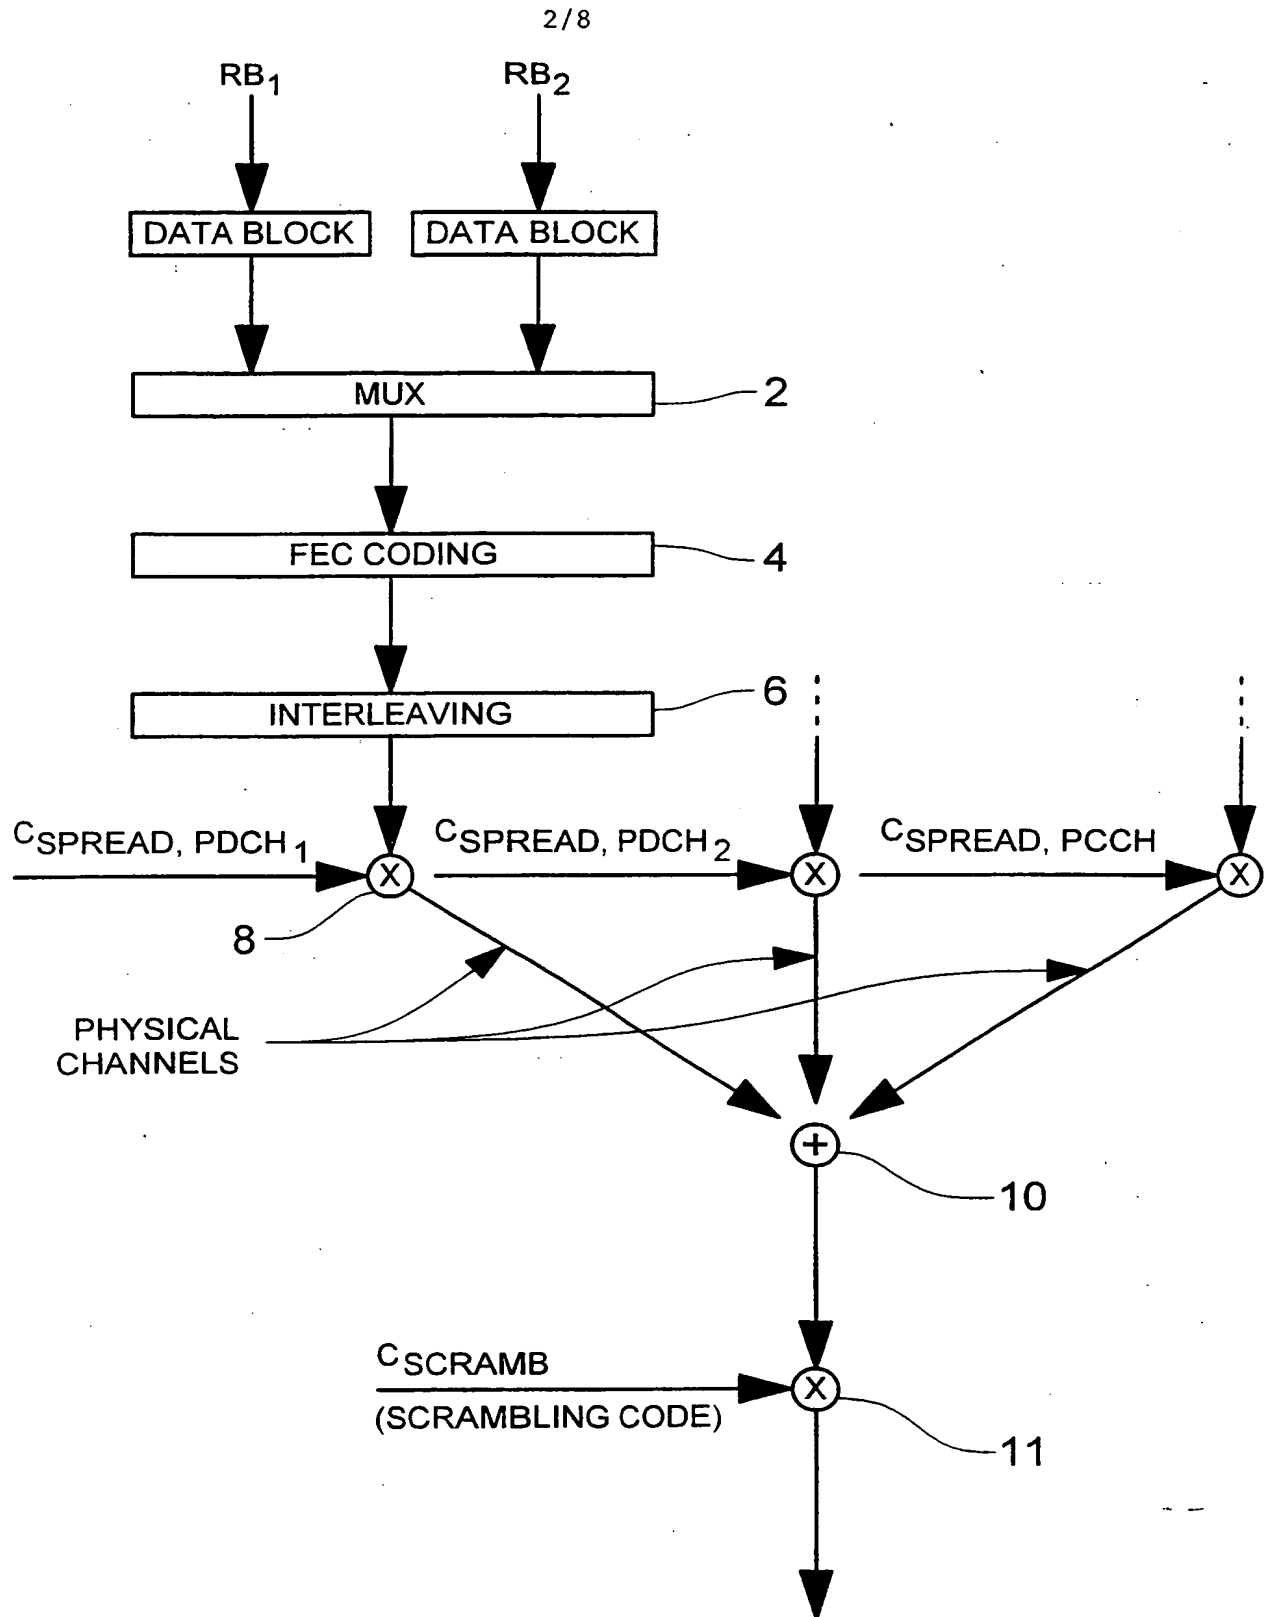 2/8
RB1 RB2
DATA BLOCK DATA BLOCK
MUX 2
FEC CODING 4
INTERLEAVING 6
CSPREAD, PDCH1 X CSPREAD, PDCH2 X CSPREAD, PCCH X
8
PHYSICAL
CHANNELS
+
10
CSCRAMB
X
(SCRAMBLING CODE)
11